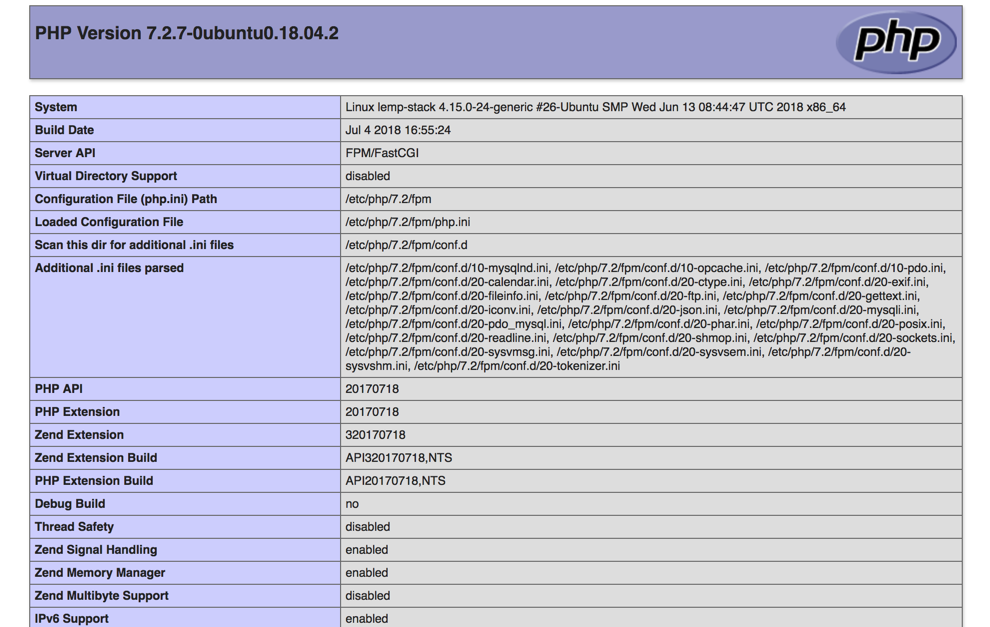 PHP Version 7.2.7-0ubuntu0.18.04.2
php
System Linux lemp-stack 4.15.0-24-generic #26-Ubuntu SMP Wed Jun 13 08:44:47 UTC 2018 x86_64
Build Date Jul 4 2018 16:55:24
Server API FPM/FastCGI
Virtual Directory Support disabled
Configuration File (php.ini) Path /etc/php/7.2/fpm
Loaded Configuration File /etc/php/7.2/fpm/php.ini
Scan this dir for additional .ini files /etc/php/7.2/fpm/conf.d
Additional .ini files parsed /etc/php/7.2/fpm/conf.d/10-mysqlnd.ini, /etc/php/7.2/fpm/conf.d/10-opcache.ini, /etc/php/7.2/fpm/conf.d/10-pdo.ini,
/etc/php/7.2/fpm/conf.d/20-calendar.ini, /etc/php/7.2/fpm/conf.d/20-ctype.ini, /etc/php/7.2/fpm/conf.d/20-exif.ini,
/etc/php/7.2/fpm/conf.d/20-fileinfo.ini, /etc/php/7.2/fpm/conf.d/20-ftp.ini, /etc/php/7.2/fpm/conf.d/20-gettext.ini,
/etc/php/7.2/fpm/conf.d/20-iconv.ini, /etc/php/7.2/fpm/conf.d/20-json.ini, /etc/php/7.2/fpm/conf.d/20-mysqli.ini,
/etc/php/7.2/fpm/conf.d/20-pdo_mysql.ini, /etc/php/7.2/fpm/conf.d/20-phar.ini, /etc/php/7.2/fpm/conf.d/20-posix.ini,
/etc/php/7.2/fpm/conf.d/20-readline.ini, /etc/php/7.2/fpm/conf.d/20-shmop.ini, /etc/php/7.2/fpm/conf.d/20-sockets.ini,
/etc/php/7.2/fpm/conf.d/20-sysvmsg.ini, /etc/php/7.2/fpm/conf.d/20-sysvsem.ini, /etc/php/7.2/fpm/conf.d/20-
sysvshm.ini, /etc/php/7.2/fpm/conf.d/20-tokenizer.ini
PHP API 20170718
PHP Extension 20170718
Zend Extension 320170718
Zend Extension Build API320170718,NTS
PHP Extension Build API20170718,NTS
Debug Build no
Thread Safety disabled
Zend Signal Handling enabled
Zend Memory Manager enabled
Zend Multibyte Support disabled
IPv6 Support enabled